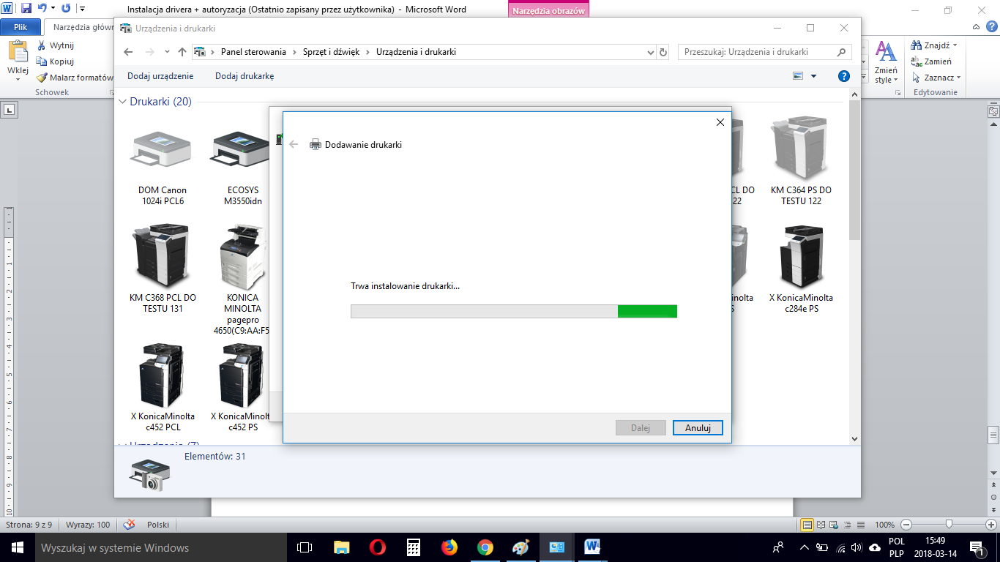 Instalacja drivera + autoryzacja (Ostatnio zapisany przez użytkownika) - Microsoft Word
Narzędzia obrazów
Plik
Narzędzia główn
Wklej
Wytnij
Kopiuj
Malarz formatów
Schowek
Zmień
style
Znajdź
Zamień
Zaznacz
Edytowanie
Urządzenia i drukarki
Panel sterowania
Sprzęt i dźwięk
Urządzenia i drukarki
Przeszukaj: Urządzenia i drukarki
Dodaj urządzenie
Dodaj drukarkę
Drukarki (20)
DOM Canon
1024i PCL6
ECOSYS
M3550idn
CL DO
22
KM C364 PS DO
TESTU 122
KM C368 PCL DO
TESTU 131
KONICA
MINOLTA
pagepro
4650(C9:AA:F5
inolta
X KonicaMinolta
c284e PS
X KonicaMinolta
c452 PCL
X KonicaMinolt
c452 PS
Urządzenia (7)
Elementów: 31
Dodawanie drukarki
Trwa instalowanie drukarki...
Dalej
Anuluj
Strona: 9 z 9
Wyrazy: 100
Polski
100%
Wyszukaj w systemie Windows
POL
PLP
15:49
2018-03-14
1